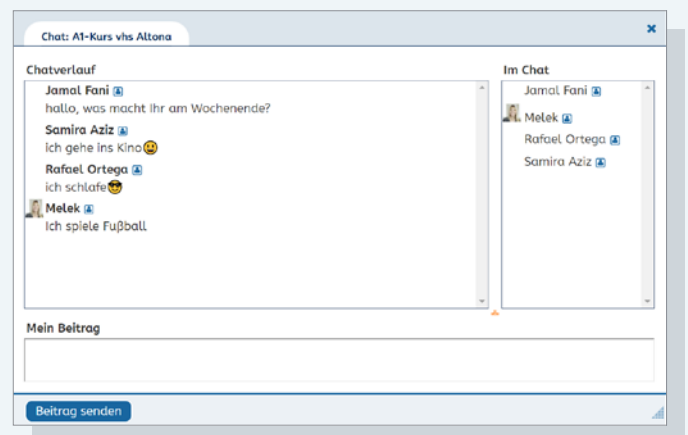 Chat: A1-Kurs vhs Altona
Chatverlauf
Jamal Fani
hallo, was macht Ihr am Wochenende?
Samira Aziz
ich gehe ins Kino
Rafael Ortega
ich schlafe
Melek
Ich spiele Fußball
Im Chat
Jamal Fani
Melek
Rafael Ortega
Samira Aziz
Mein Beitrag
Beitrag senden